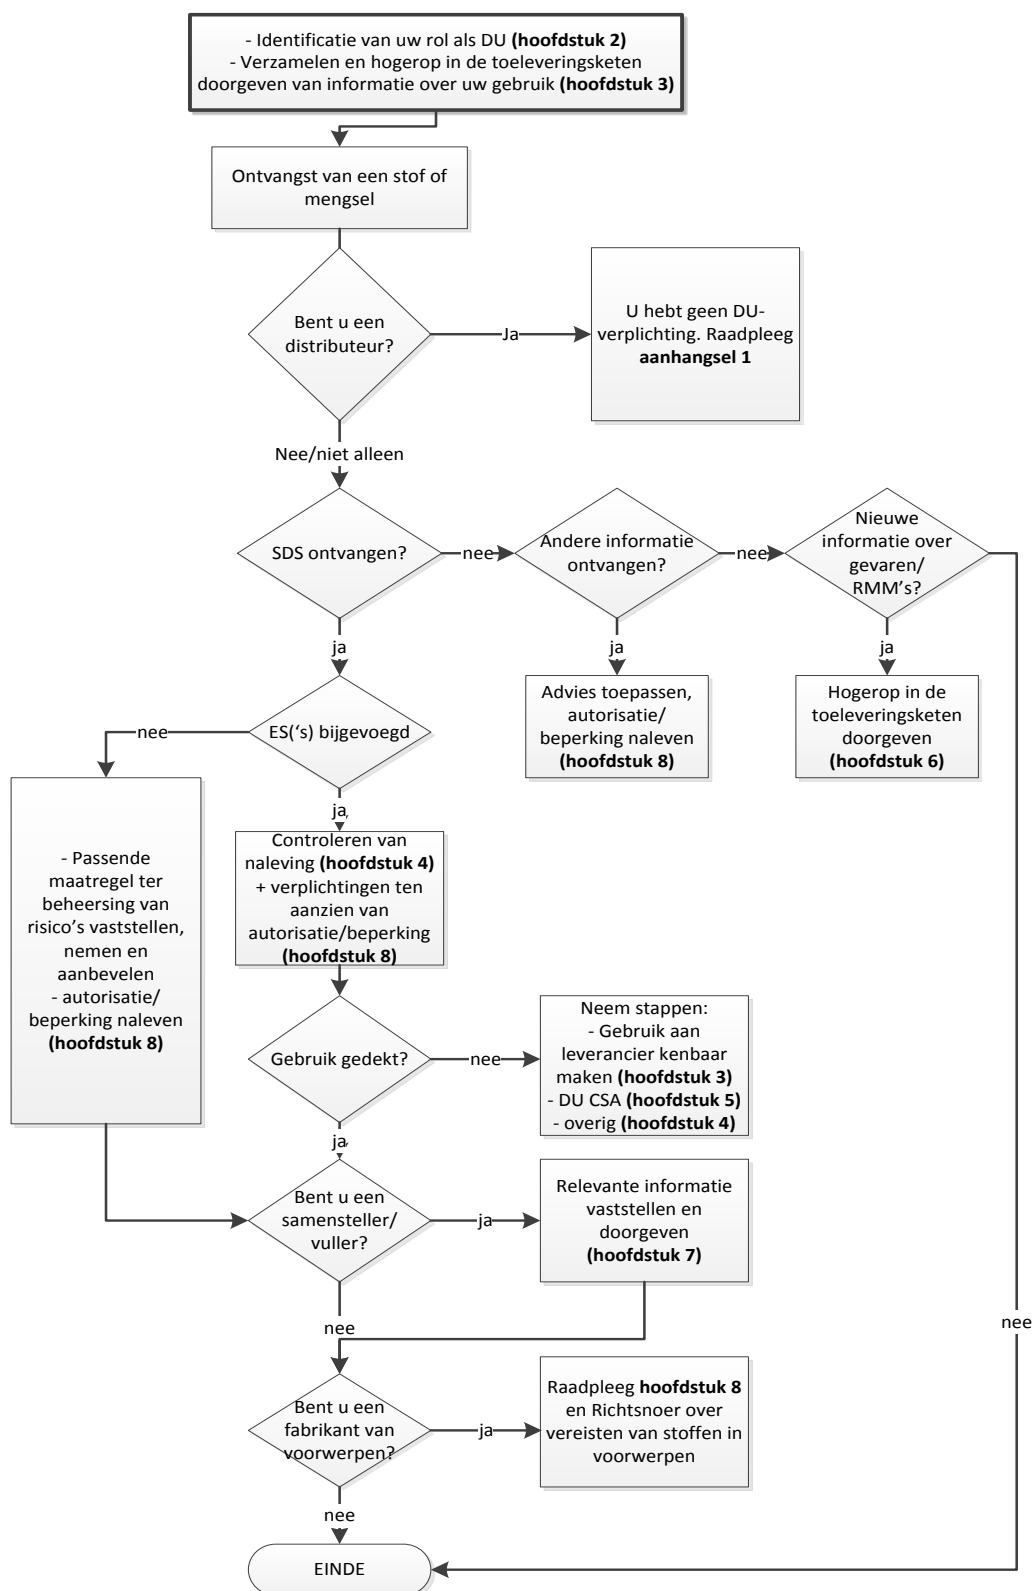 - Identificatie van uw rol als DU (hoofdstuk 2)
- Verzamelen en hogerop in de toeleveringsketen
doorgeven van informatie over uw gebruik (hoofdstuk 3)
Ontvangst van een stof of
mengsel
Bent u een
distributeur?
Ja
U hebt geen DU-
verplichting. Raadpleeg
aanhangsel 1
Nee/niet alleen
SDS ontvangen?
nee
Andere informatie
ontvangen?
nee
Nieuwe
informatie over
gevaren/
RMM's?
ja
ja
ja
Advies toepassen,
autorisatie/
beperking naleven
(hoofdstuk 8)
Hogerop in de
toeleveringsketen
doorgeven
(hoofdstuk 6)
ES('s) bijgevoegd
nee
ja,
- Passende
maatregel ter
beheersing van
risico's vaststellen,
nemen en
aanbevelen
- autorisatie/
beperking naleven
(hoofdstuk 8)
Controleren van
naleving (hoofdstuk 4)
+ verplichtingen ten
aanzien van
autorisatie/beperking
(hoofdstuk 8)
Gebruik gedekt?
nee
Neem stappen:
- Gebruik aan
leverancier kenbaar
maken (hoofdstuk 3)
- DU CSA (hoofdstuk 5)
- overig (hoofdstuk 4)
ja,
Bent u een
samensteller/
vuller?
ja
Relevante informatie
vaststellen en
doorgeven
(hoofdstuk 7)
nee
nee
Bent u een
fabrikant van
voorwerpen?
ja
Raadpleeg hoofdstuk 8
en Richtsnoer over
vereisten van stoffen in
voorwerpen
nee
EINDE